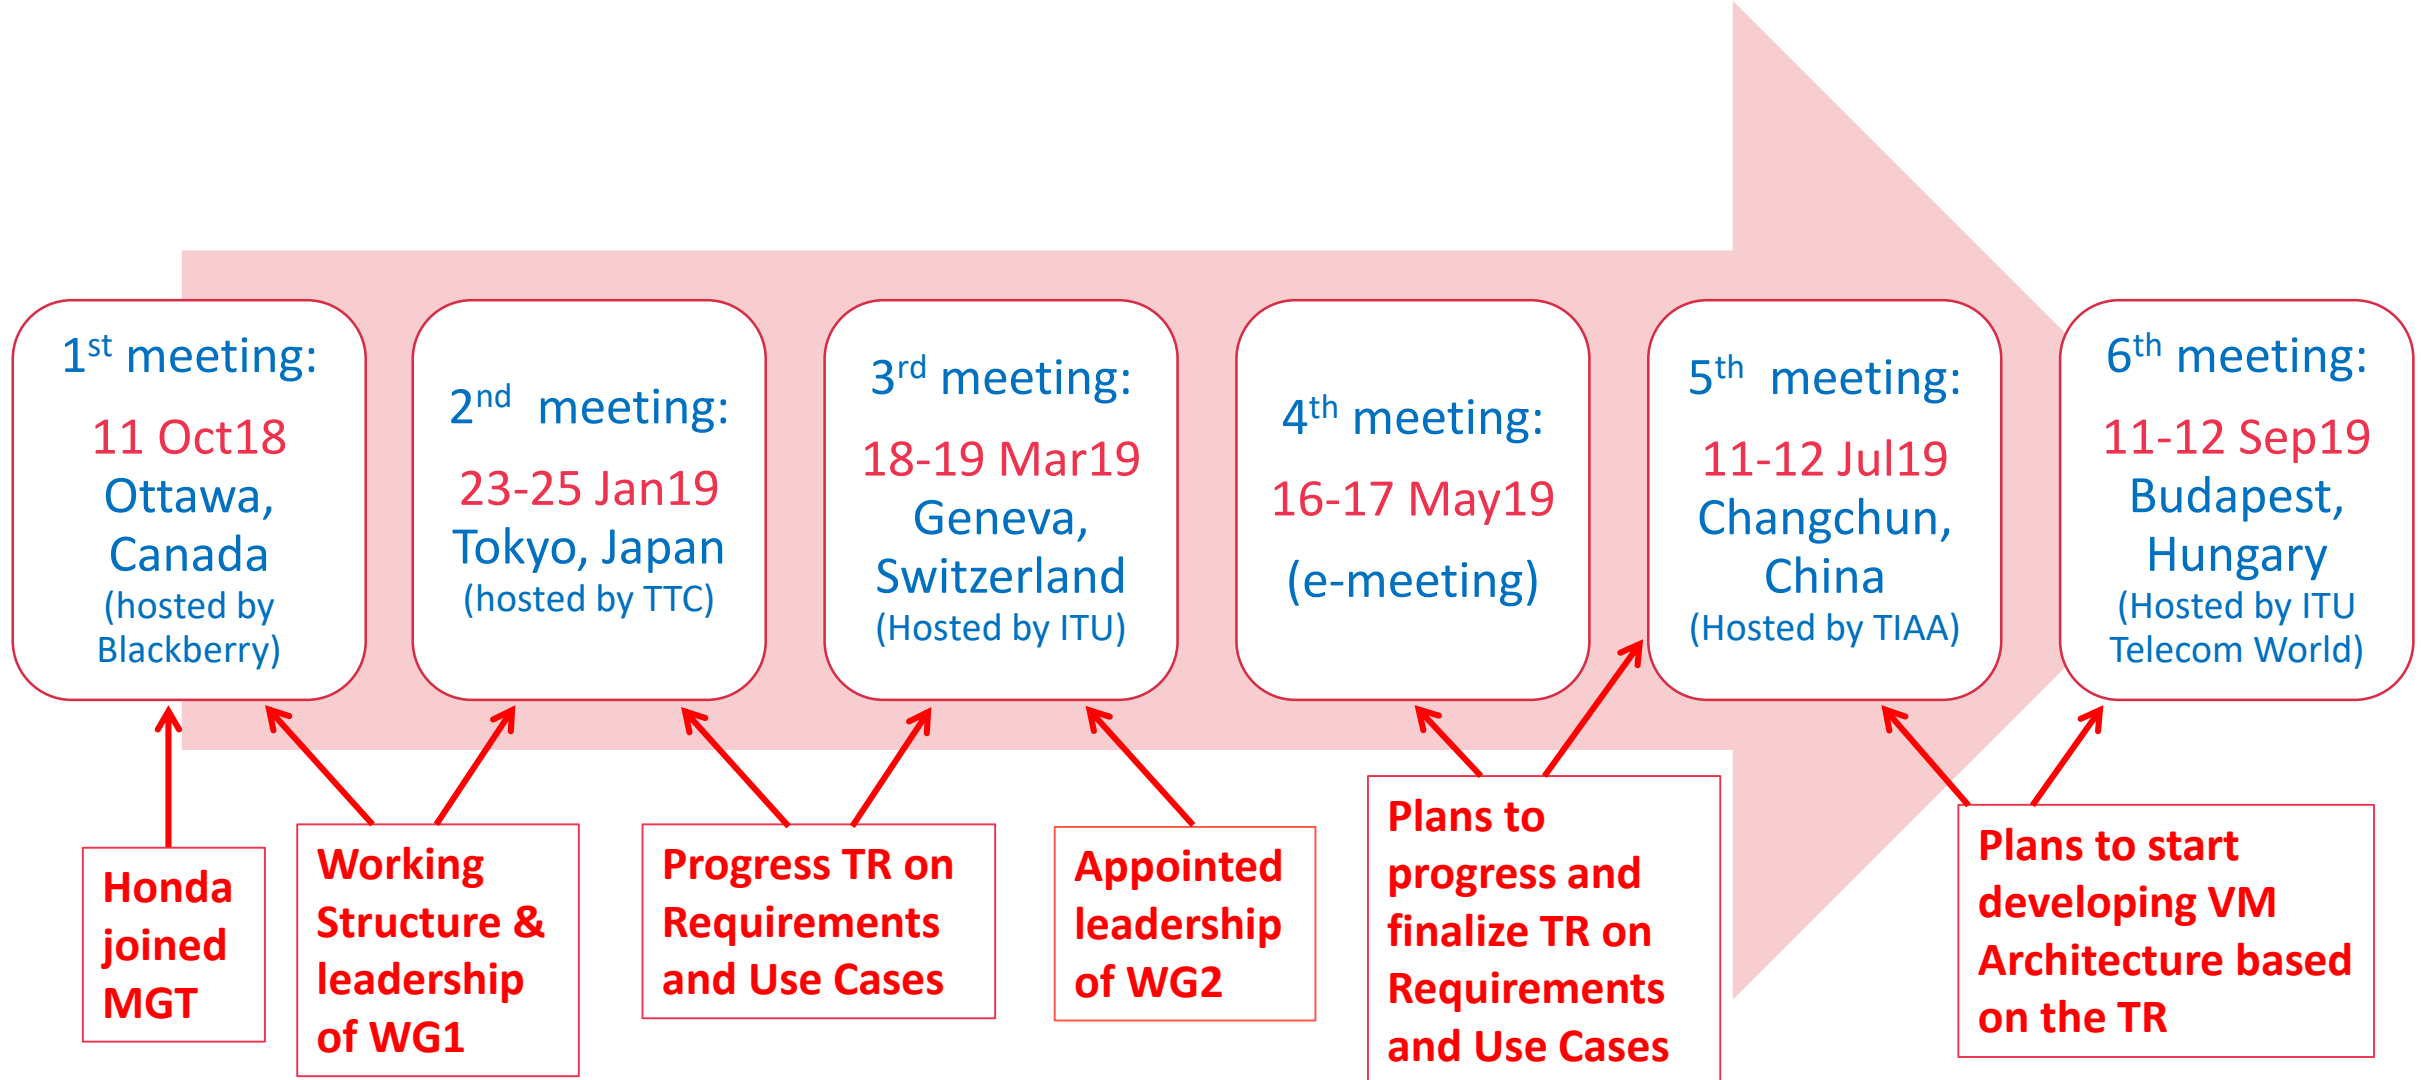 1st meeting:
11 Oct18
Ottawa,
Canada
(hosted by
Blackberry)
2nd meeting:
23-25 Jan19
Tokyo, Japan
(hosted by TTC)
3rd meeting:
18-19 Mar19
Geneva,
Switzerland
(Hosted by ITU)
4th meeting:
16-17 May19
(e-meeting)
5th meeting:
11-12 Jul19
Changchun,
China
(Hosted by TIAA)
6th meeting:
11-12 Sep19
Budapest,
Hungary
(Hosted by ITU
Telecom World)
Honda
joined
MGT
Working
Structure &
leadership
of WG1
Progress TR on
Requirements
and Use Cases
Appointed
leadership
of WG2
Plans to
progress and
finalize TR on
Requirements
and Use Cases
Plans to start
developing VM
Architecture based
on the TR